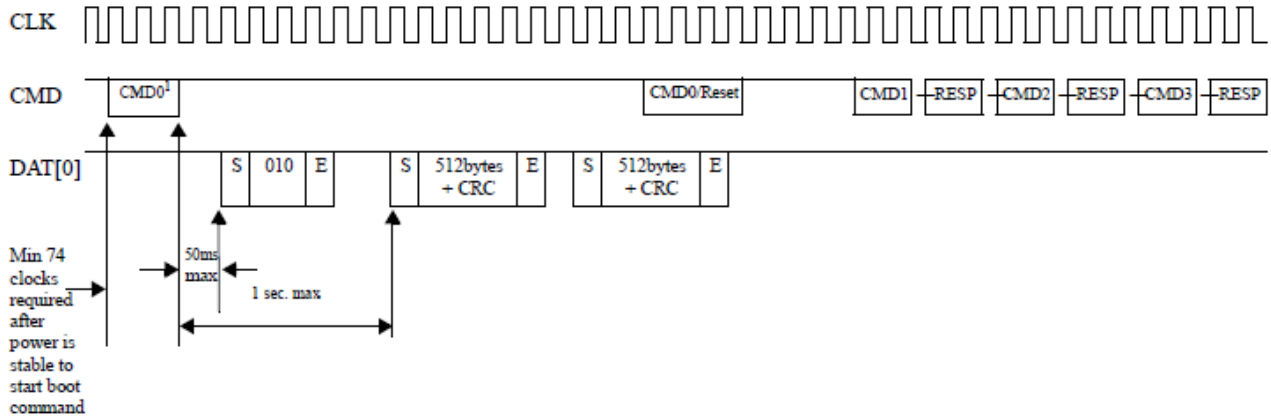 CLK
CMD
CMD0¹
CMD0/Reset
CMD1
RESP
CMD2
RESP
CMD3
RESP
DAT[0]
S
010
E
S
512bytes
+ CRC
E
S
512bytes
+ CRC
E
Min 74
clocks
required
after
power is
stable to
start boot
command
50ms
max
1 sec. max